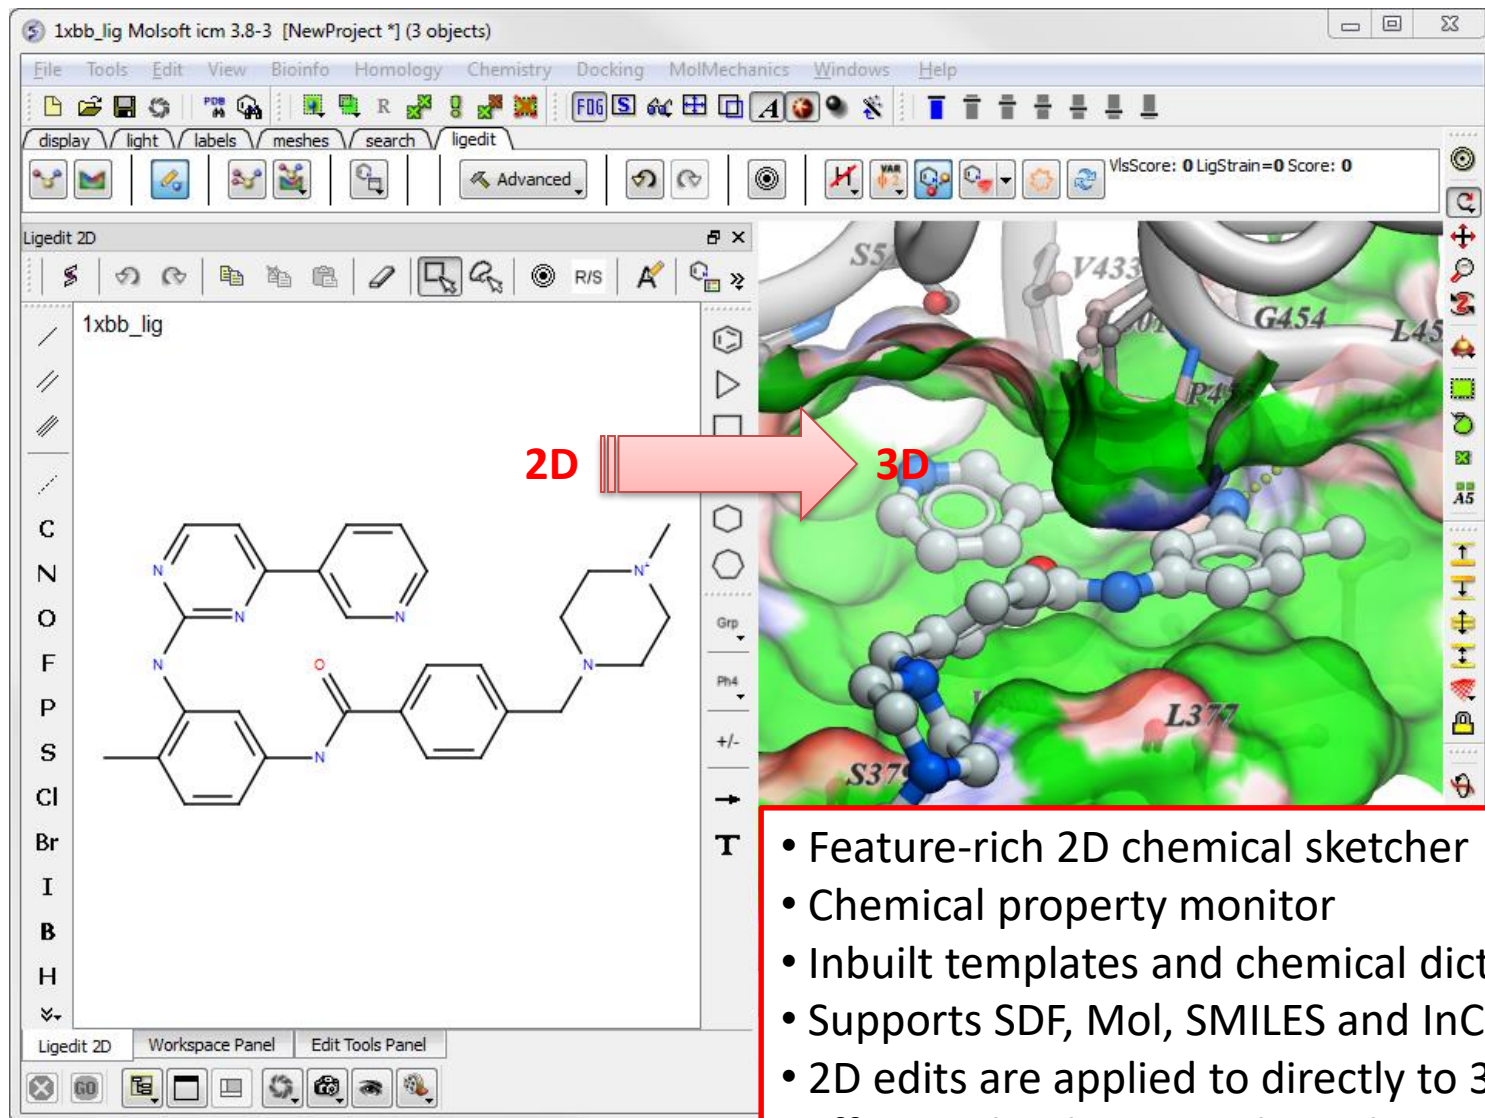 1xbb_lig Molsoft icm 3.8-3 [NewProject *] (3 objects)
File Tools Edit View Bioinfo Homology Chemistry Docking MolMechanics Windows Help
PDB R FOG S A
display light labels meshes search ligedit
Advanced H VAR VlsScore: 0 LigStrain=0 Score: 0
Ligedit 2D
R/S A
1xbb_lig
V433
G454
2D 3D
A5
C
N
O
F
P
S
Cl
Br
I
B
H
Grp
Ph4
+/-
T
N N N
N
O
N
N
N+
L377
• Feature-rich 2D chemical sketcher
• Chemical property monitor
• Inbuilt templates and chemical dict
• Supports SDF, Mol, SMILES and InC
• 2D edits are applied to directly to 3
Ligedit 2D Workspace Panel Edit Tools Panel
GO